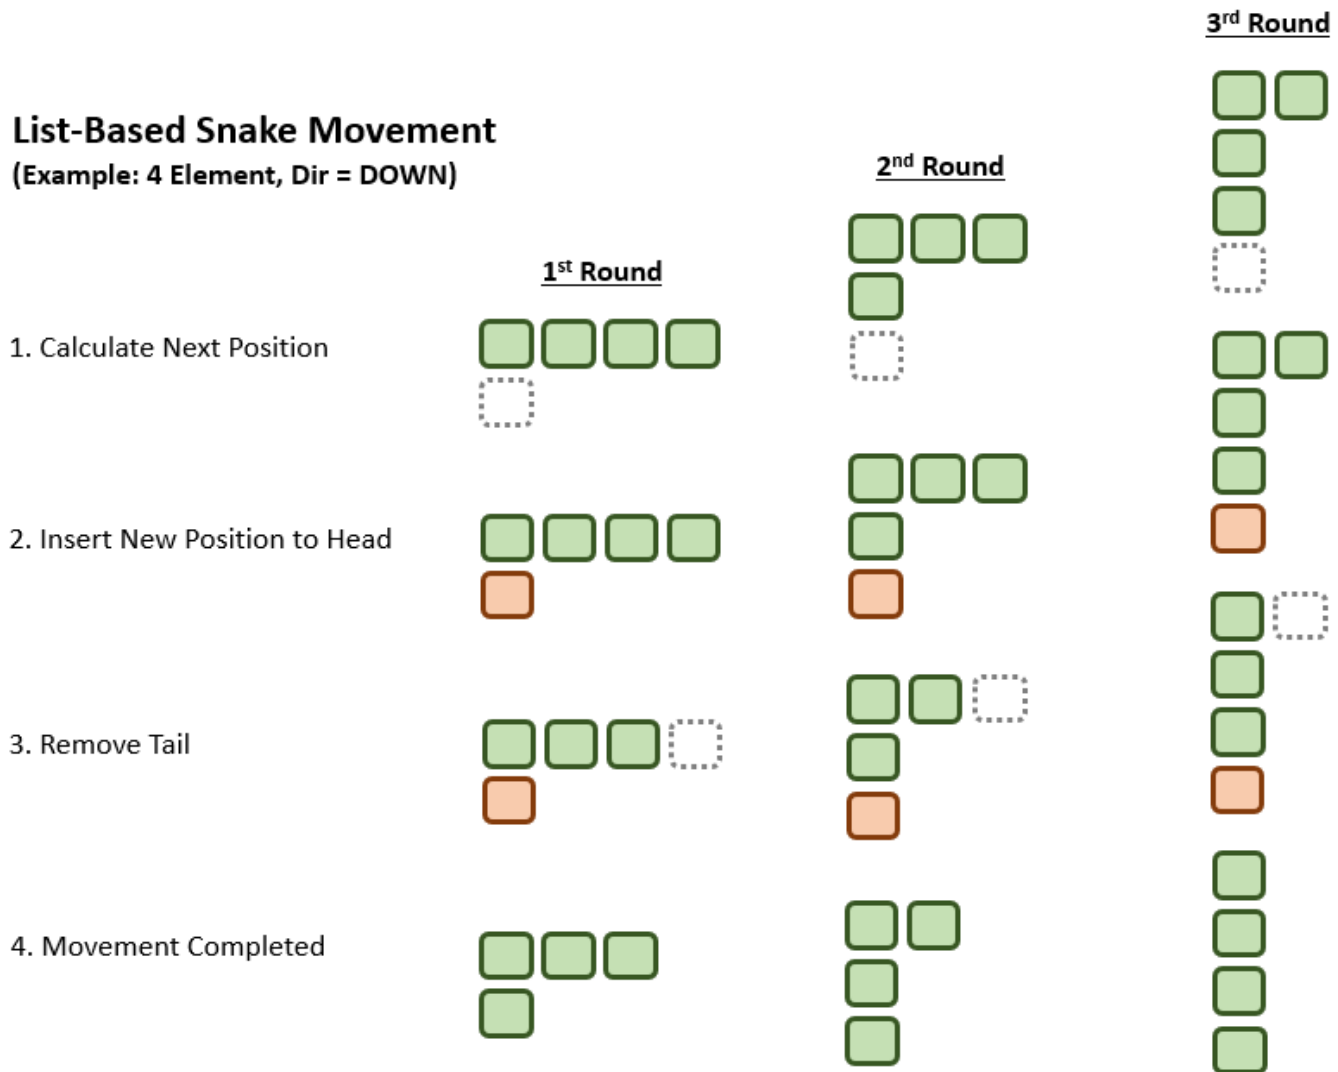 List-Based Snake Movement
(Example: 4 Element, Dir = DOWN)
1st Round
2nd Round
3rd Round
1. Calculate Next Position
2. Insert New Position to Head
3. Remove Tail
4. Movement Completed